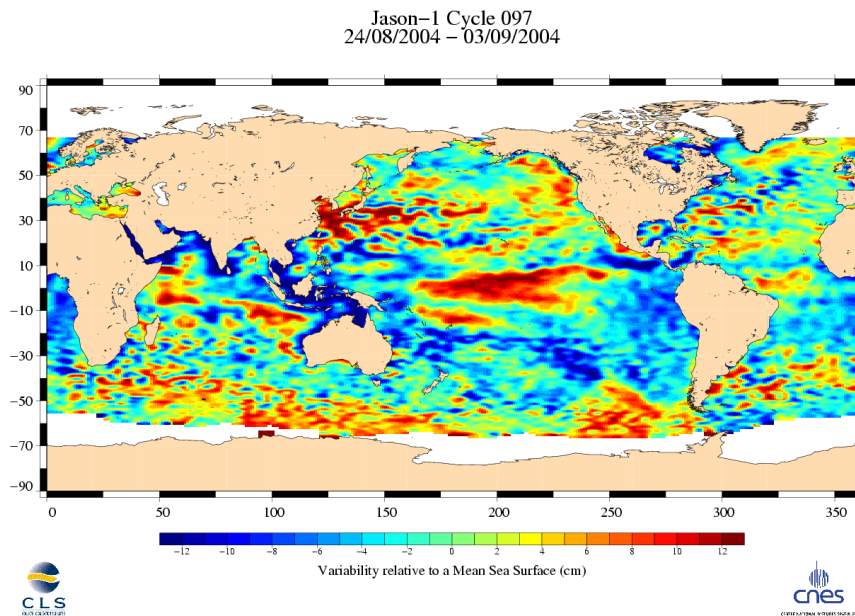 Jason−1 Cycle 097
24/08/2004 − 03/09/2004
90
70
50
30
10
−10
−30
−50
−70
−90
0 50 100 150 200 250 300 350
−12 −10 −8 −6 −4 −2 0 2 4 6 8 10 12
Variability relative to a Mean Sea Surface (cm)
CLS
cnes